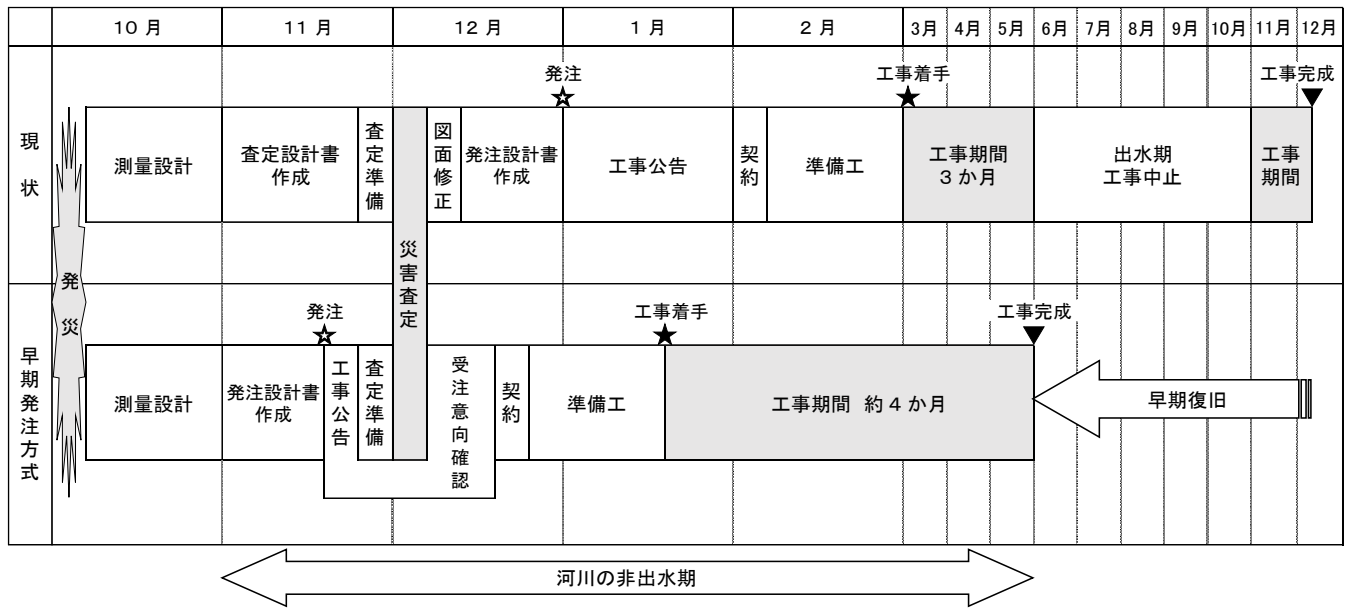 10 月 11 月 12 月 1 月 2 月 3月 4月 5月 6月 7月 8月 9月 10月 11月 12月
現状
発災
発注
工事着手
工事完成
測量設計
査定設計書
作成
査定準備
災害査定
図面修正
発注設計書
作成
工事公告
契約
準備工
工事期間
3 か月
出水期
工事中止
工事
期間
早期発注方式
発注
工事着手
工事完成
測量設計
発注設計書
作成
工事公告
査定準備
受注意向確認
契約
準備工
工事期間 約 4 か月
早期復旧
河川の非出水期